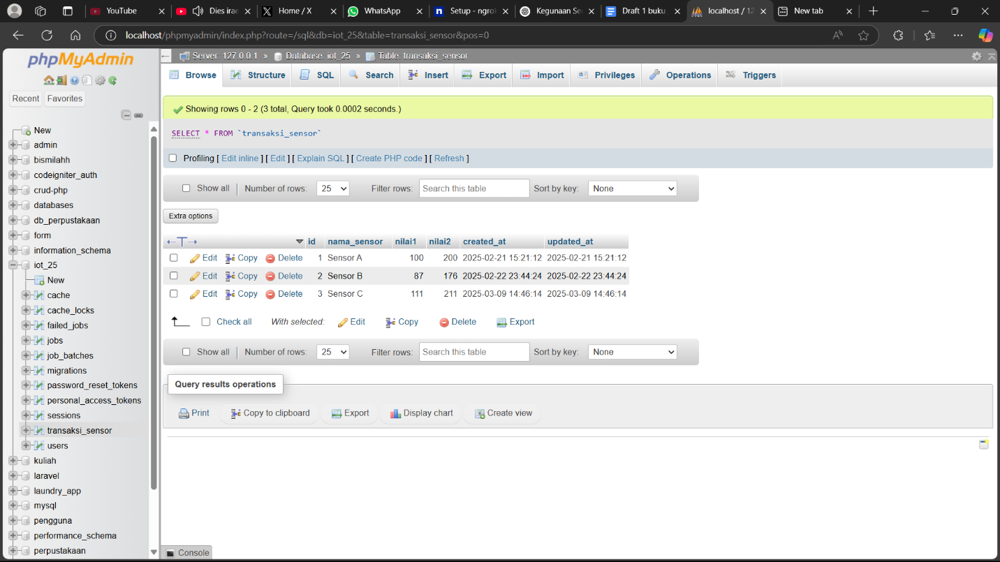 YouTube
Dies irae
Home / X
WhatsApp
Setup - ngro
Kegunaan Se
Draft 1 buku
localhost / 12
New tab
localhost/phpmyadmin/index.php?route=/sql&db=iot_25&table=transaksi_sensor&pos=0
phpMyAdmin
Recent Favorites
New
admin
bismilahh
codeigniter_auth
crud-php
databases
db_perpustakaan
form
information_schema
iot_25
New
cache
cache_locks
failed_jobs
jobs
job_batches
migrations
password_reset_tokens
personal_access_tokens
sessions
transaksi_sensor
users
kuliah
laravel
laundry_app
mysql
pengguna
performance_schema
perpustakaan
Server: 127.0.0.1 » Database: iot_25 » Table: transaksi_sensor
Browse Structure SQL Search Insert Export Import Privileges Operations Triggers
Showing rows 0 - 2 (3 total, Query took 0.0002 seconds.)
SELECT * FROM `transaksi_sensor`
Profiling [ Edit inline ] [ Edit ] [ Explain SQL ] [ Create PHP code ] [ Refresh ]
Show all Number of rows: 25 Filter rows: Search this table Sort by key: None
Extra options
id nama_sensor nilai1 nilai2 created_at updated_at
Edit Copy Delete 1 Sensor A 100 200 2025-02-21 15:21:12 2025-02-21 15:21:12
Edit Copy Delete 2 Sensor B 87 176 2025-02-22 23:44:24 2025-02-22 23:44:24
Edit Copy Delete 3 Sensor C 111 211 2025-03-09 14:46:14 2025-03-09 14:46:14
Check all With selected: Edit Copy Delete Export
Show all Number of rows: 25 Filter rows: Search this table Sort by key: None
Query results operations
Print Copy to clipboard Export Display chart Create view
Console